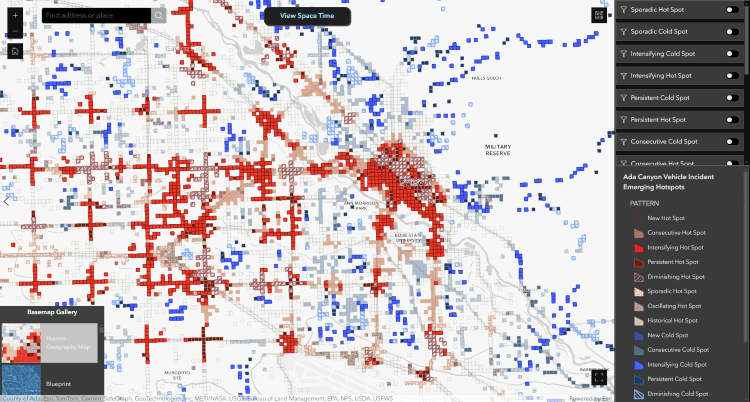 +
Find address or place
View Space Time
HULLS GULCH
MILITARY
RESERVE
ANN MORRISON
PARK
BOISE STATE
UNIVERSITY
MURGOITIO
SITE
Basemap Gallery
Human
Geography Map
Blueprint
County of Ada, Esri, TomTom, Garmin, SafeGraph, GeoTechnologies, Inc, METI/NASA, USGS, Bureau of Land Management, EPA, NPS, USDA, USFWS
Powered by Esri
Sporadic Hot Spot
Sporadic Cold Spot
Intensifying Cold Spot
Intensifying Hot Spot
Persistent Cold Spot
Persistent Hot Spot
Consecutive Cold Spot
Consecutive Hot Spot
Ada Canyon Vehicle Incident
Emerging Hotspots
PATTERN
New Hot Spot
Consecutive Hot Spot
Intensifying Hot Spot
Persistent Hot Spot
Diminishing Hot Spot
Sporadic Hot Spot
Oscillating Hot Spot
Historical Hot Spot
New Cold Spot
Consecutive Cold Spot
Intensifying Cold Spot
Persistent Cold Spot
Diminishing Cold Spot